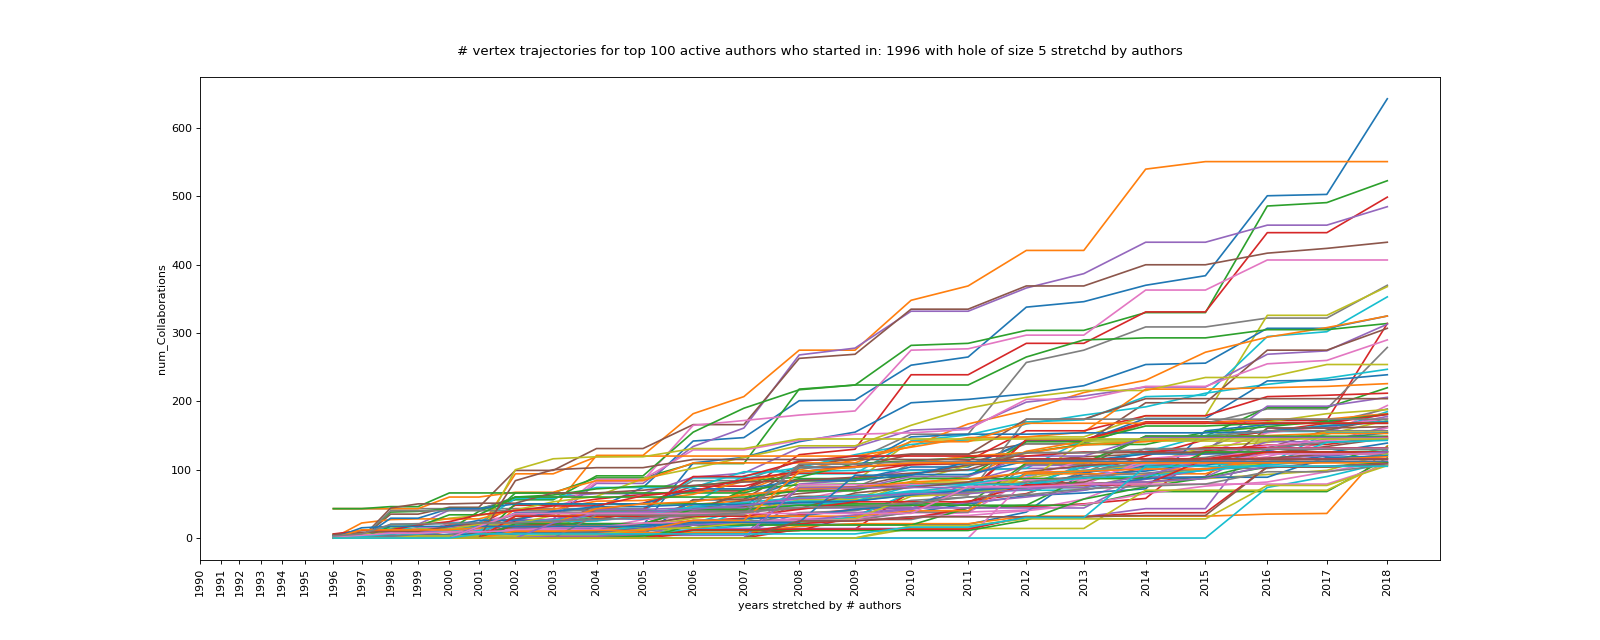 # vertex trajectories for top 100 active authors who started in: 1996 with hole of size 5 stretchd by authors
num_Collaborations
600
500
400
300
200
100
0
1990 1991 1992 1993 1994 1995 1996 1997 1998 1999 2000 2001 2002 2003 2004 2005 2006 2007 2008 2009 2010 2011 2012 2013 2014 2015 2016 2017 2018
years stretched by # authors